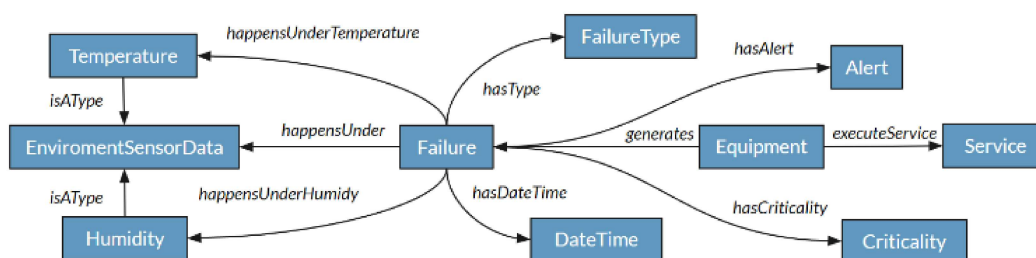 happensUnderTemperature
FailureType
hasAlert
Temperature
Alert
hasType
isAType
happensUnder
generates
executeService
EnviromentSensorData
Failure
Equipment
Service
isAType
happensUnderHumidy
hasDateTime
hasCriticality
Humidity
DateTime
Criticality